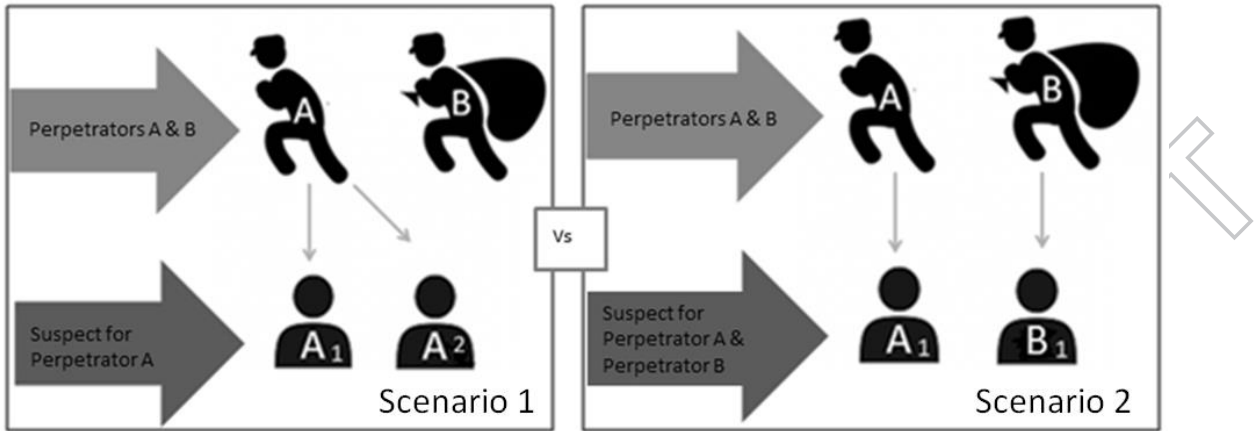 Perpetrators A & B
A
B
Suspect for
Perpetrator A
A1
A2
Scenario 1
Vs
Perpetrators A & B
A
B
Suspect for
Perpetrator A &
Perpetrator B
A1
B1
Scenario 2
T